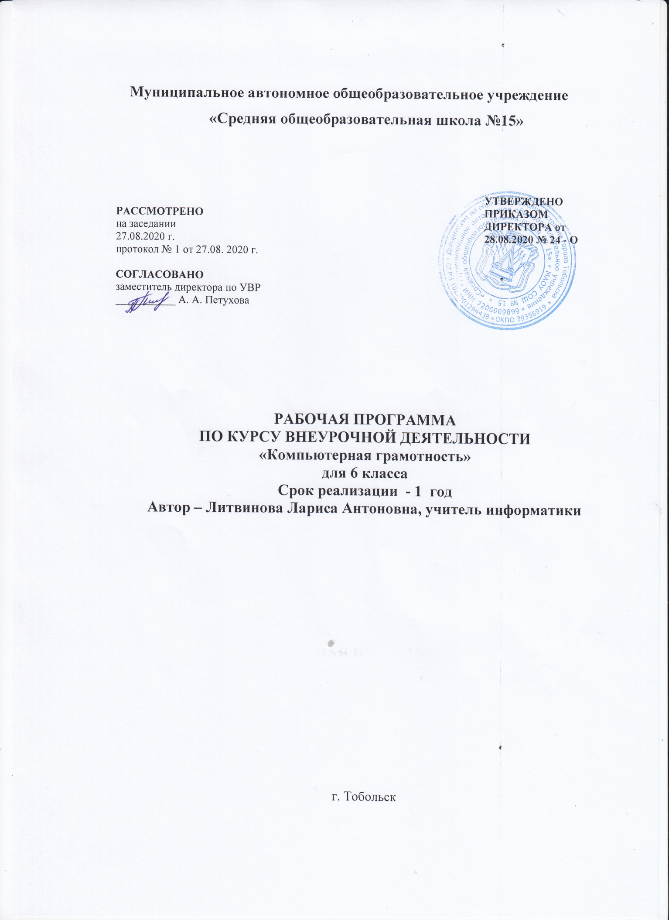 Муниципальное автономное общеобразовательное учреждение
«Средняя общеобразовательная школа №15»
РАССМОТРЕНО
на заседании
27.08.2020 г.
протокол № 1 от 27.08. 2020 г.
СОГЛАСОВАНО
заместитель директора по УВР
А. А. Петухова
УТВЕРЖДЕНО
ПРИКАЗОМ
ДИРЕКТОРА от
28.08.2020 № 24 - О
РАБОЧАЯ ПРОГРАММА
ПО КУРСУ ВНЕУРОЧНОЙ ДЕЯТЕЛЬНОСТИ
«Компьютерная грамотность»
для 6 класса
Срок реализации - 1 год
Автор – Литвинова Лариса Антоновна, учитель информатики
г. Тобольск